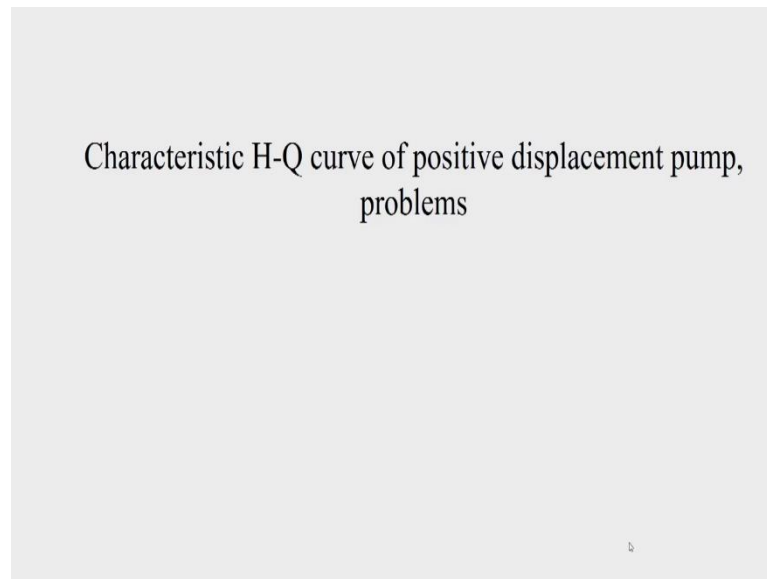 Characteristic H-Q curve of positive displacement pump,
problems